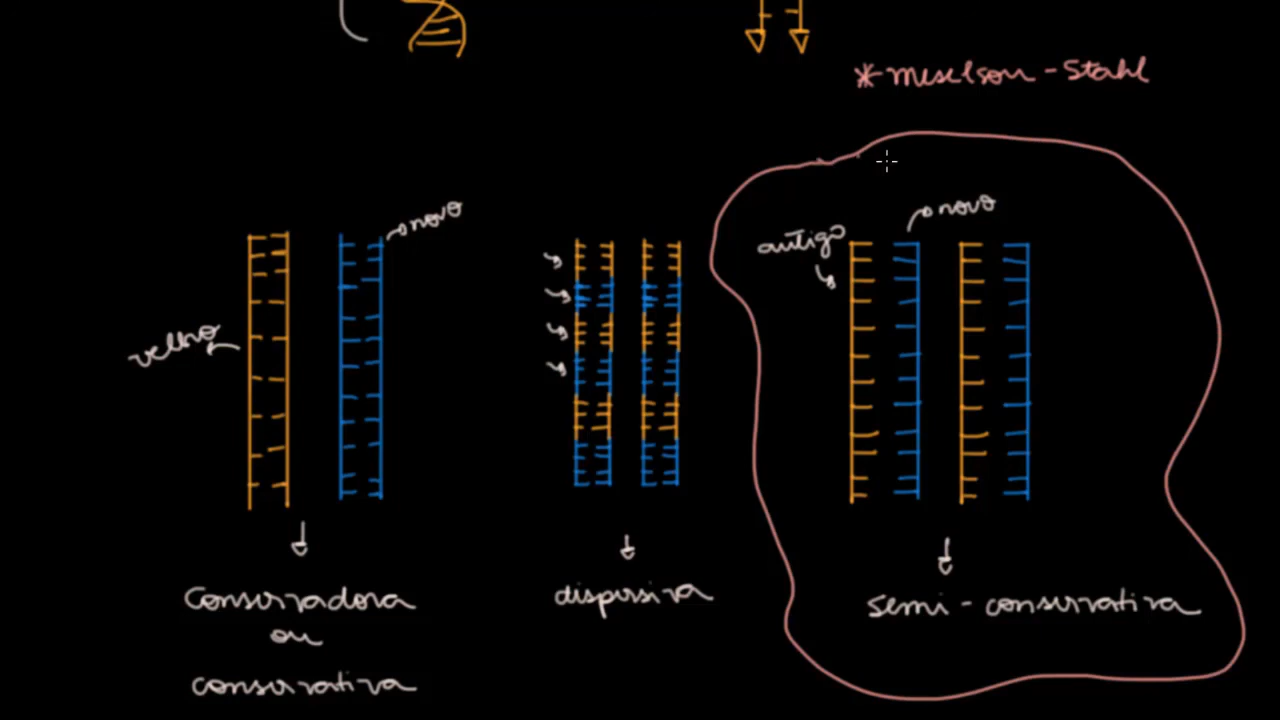 * meselson - Stahl
novo
novo
antigo
velho
Conservadora
ou
conservativa
dispersiva
semi - conservativa